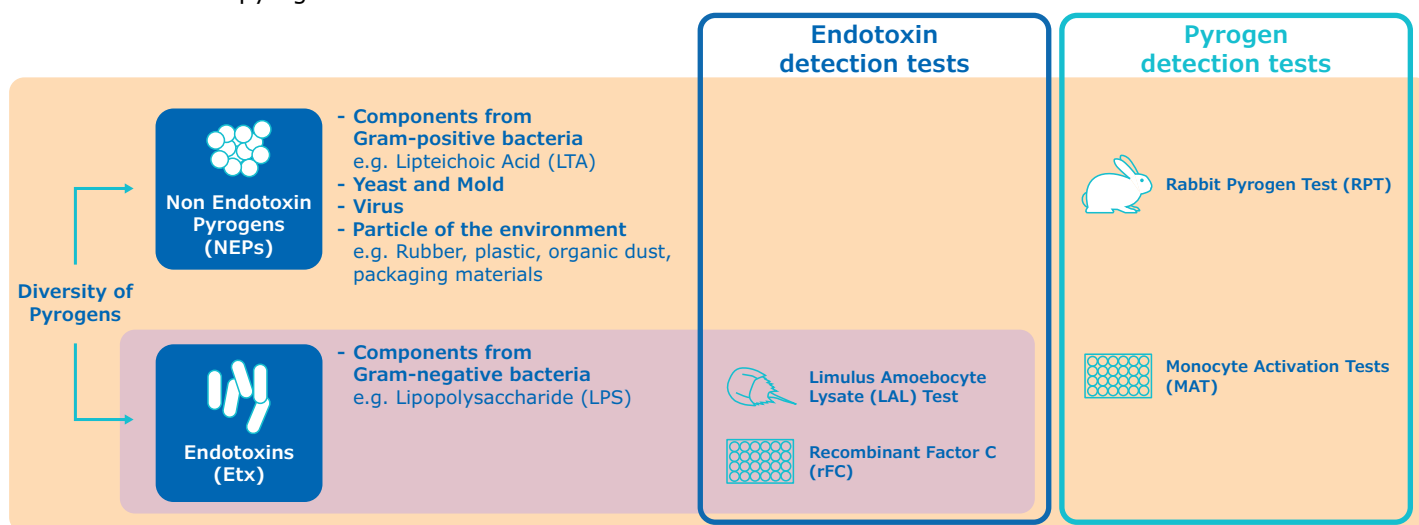 Endotoxin
detection tests
Pyrogen
detection tests
Diversity of
Pyrogens
Non Endotoxin
Pyrogens
(NEPs)
- Components from
Gram-positive bacteria
e.g. Lipteichoic Acid (LTA)
- Yeast and Mold
- Virus
- Particle of the environment
e.g. Rubber, plastic, organic dust,
packaging materials
Rabbit Pyrogen Test (RPT)
Endotoxins
(Etx)
- Components from
Gram-negative bacteria
e.g. Lipopolysaccharide (LPS)
Limulus Amoebocyte
Lysate (LAL) Test
Recombinant Factor C
(rFC)
Monocyte Activation Tests
(MAT)